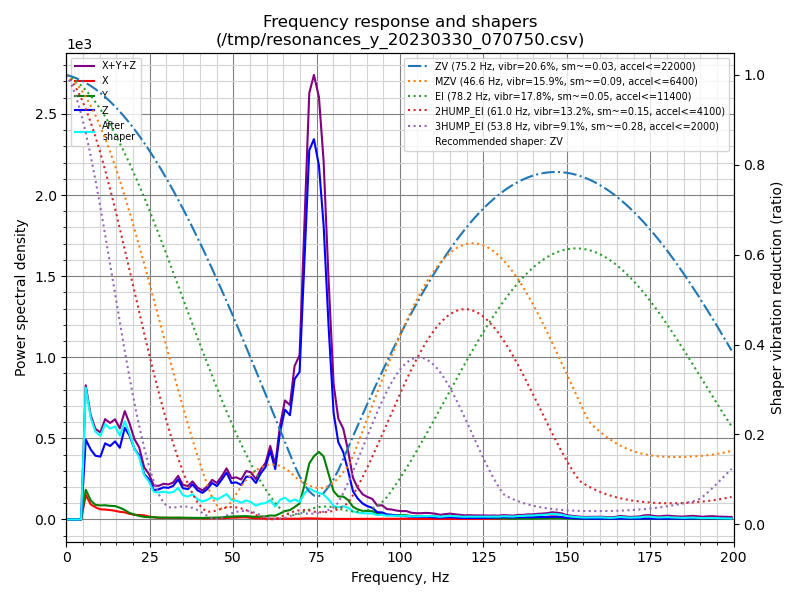 Frequency response and shapers
(/tmp/resonances_y_20230330_070750.csv)
1e3
X+Y+Z
X
Y
Z
After
shaper
ZV (75.2 Hz, vibr=20.6%, sm~=0.03, accel<=22000)
MZV (46.6 Hz, vibr=15.9%, sm~=0.09, accel<=6400)
EI (78.2 Hz, vibr=17.8%, sm~=0.05, accel<=11400)
2HUMP_EI (61.0 Hz, vibr=13.2%, sm~=0.15, accel<=4100)
3HUMP_EI (53.8 Hz, vibr=9.1%, sm~=0.28, accel<=2000)
Recommended shaper: ZV
Power spectral density
2.5
2.0
1.5
1.0
0.5
0.0
1.0
0.8
0.6
0.4
0.2
0.0
Shaper vibration reduction (ratio)
0 25 50 75 100 125 150 175 200
Frequency, Hz